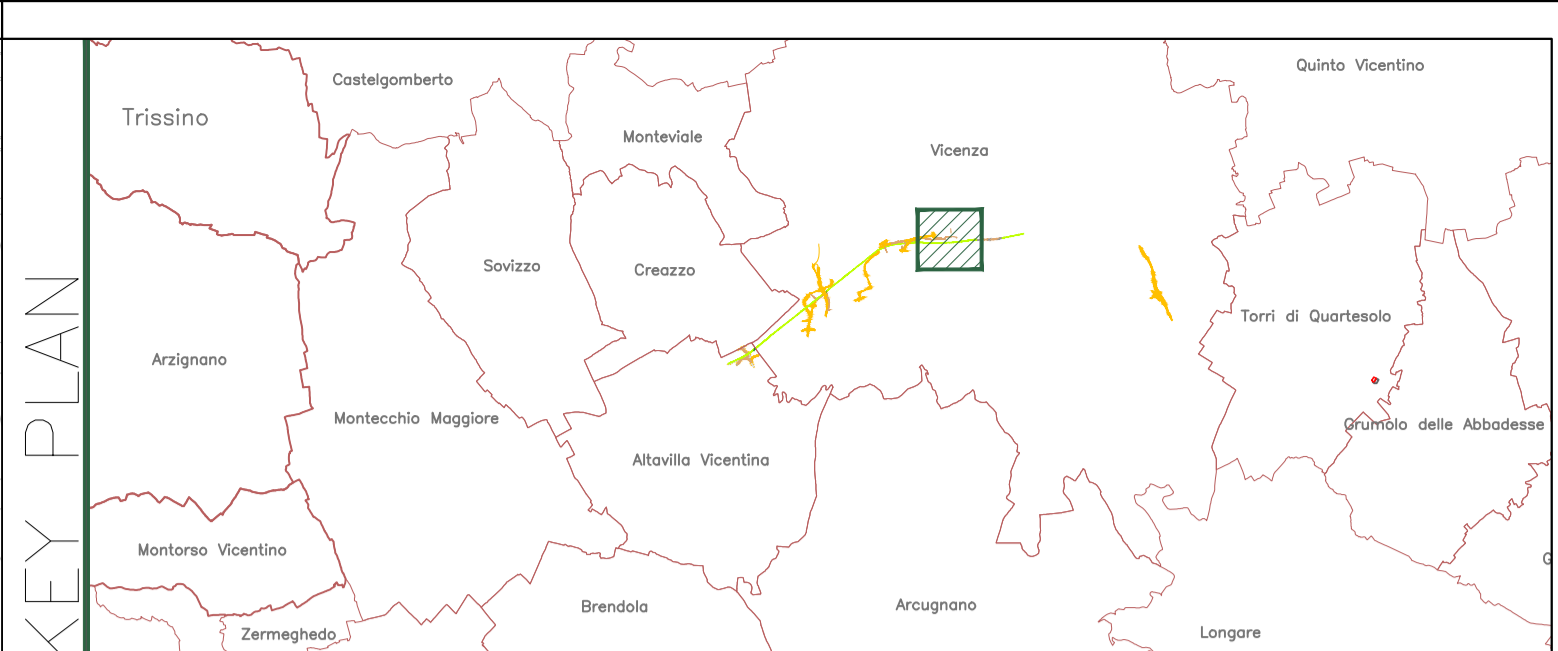 KEY PLAN
Castelgomberto
Quinto Vicentino
Trissino
Monteviale
Vicenza
Sovizzo
Creazzo
Torri di Quartesolo
Arzignano
Montecchio Maggiore
Grumolo delle Abbadesse
Altavilla Vicentina
Montorso Vicentino
G
Brendola
Arcugnano
Zermeghedo
Longare